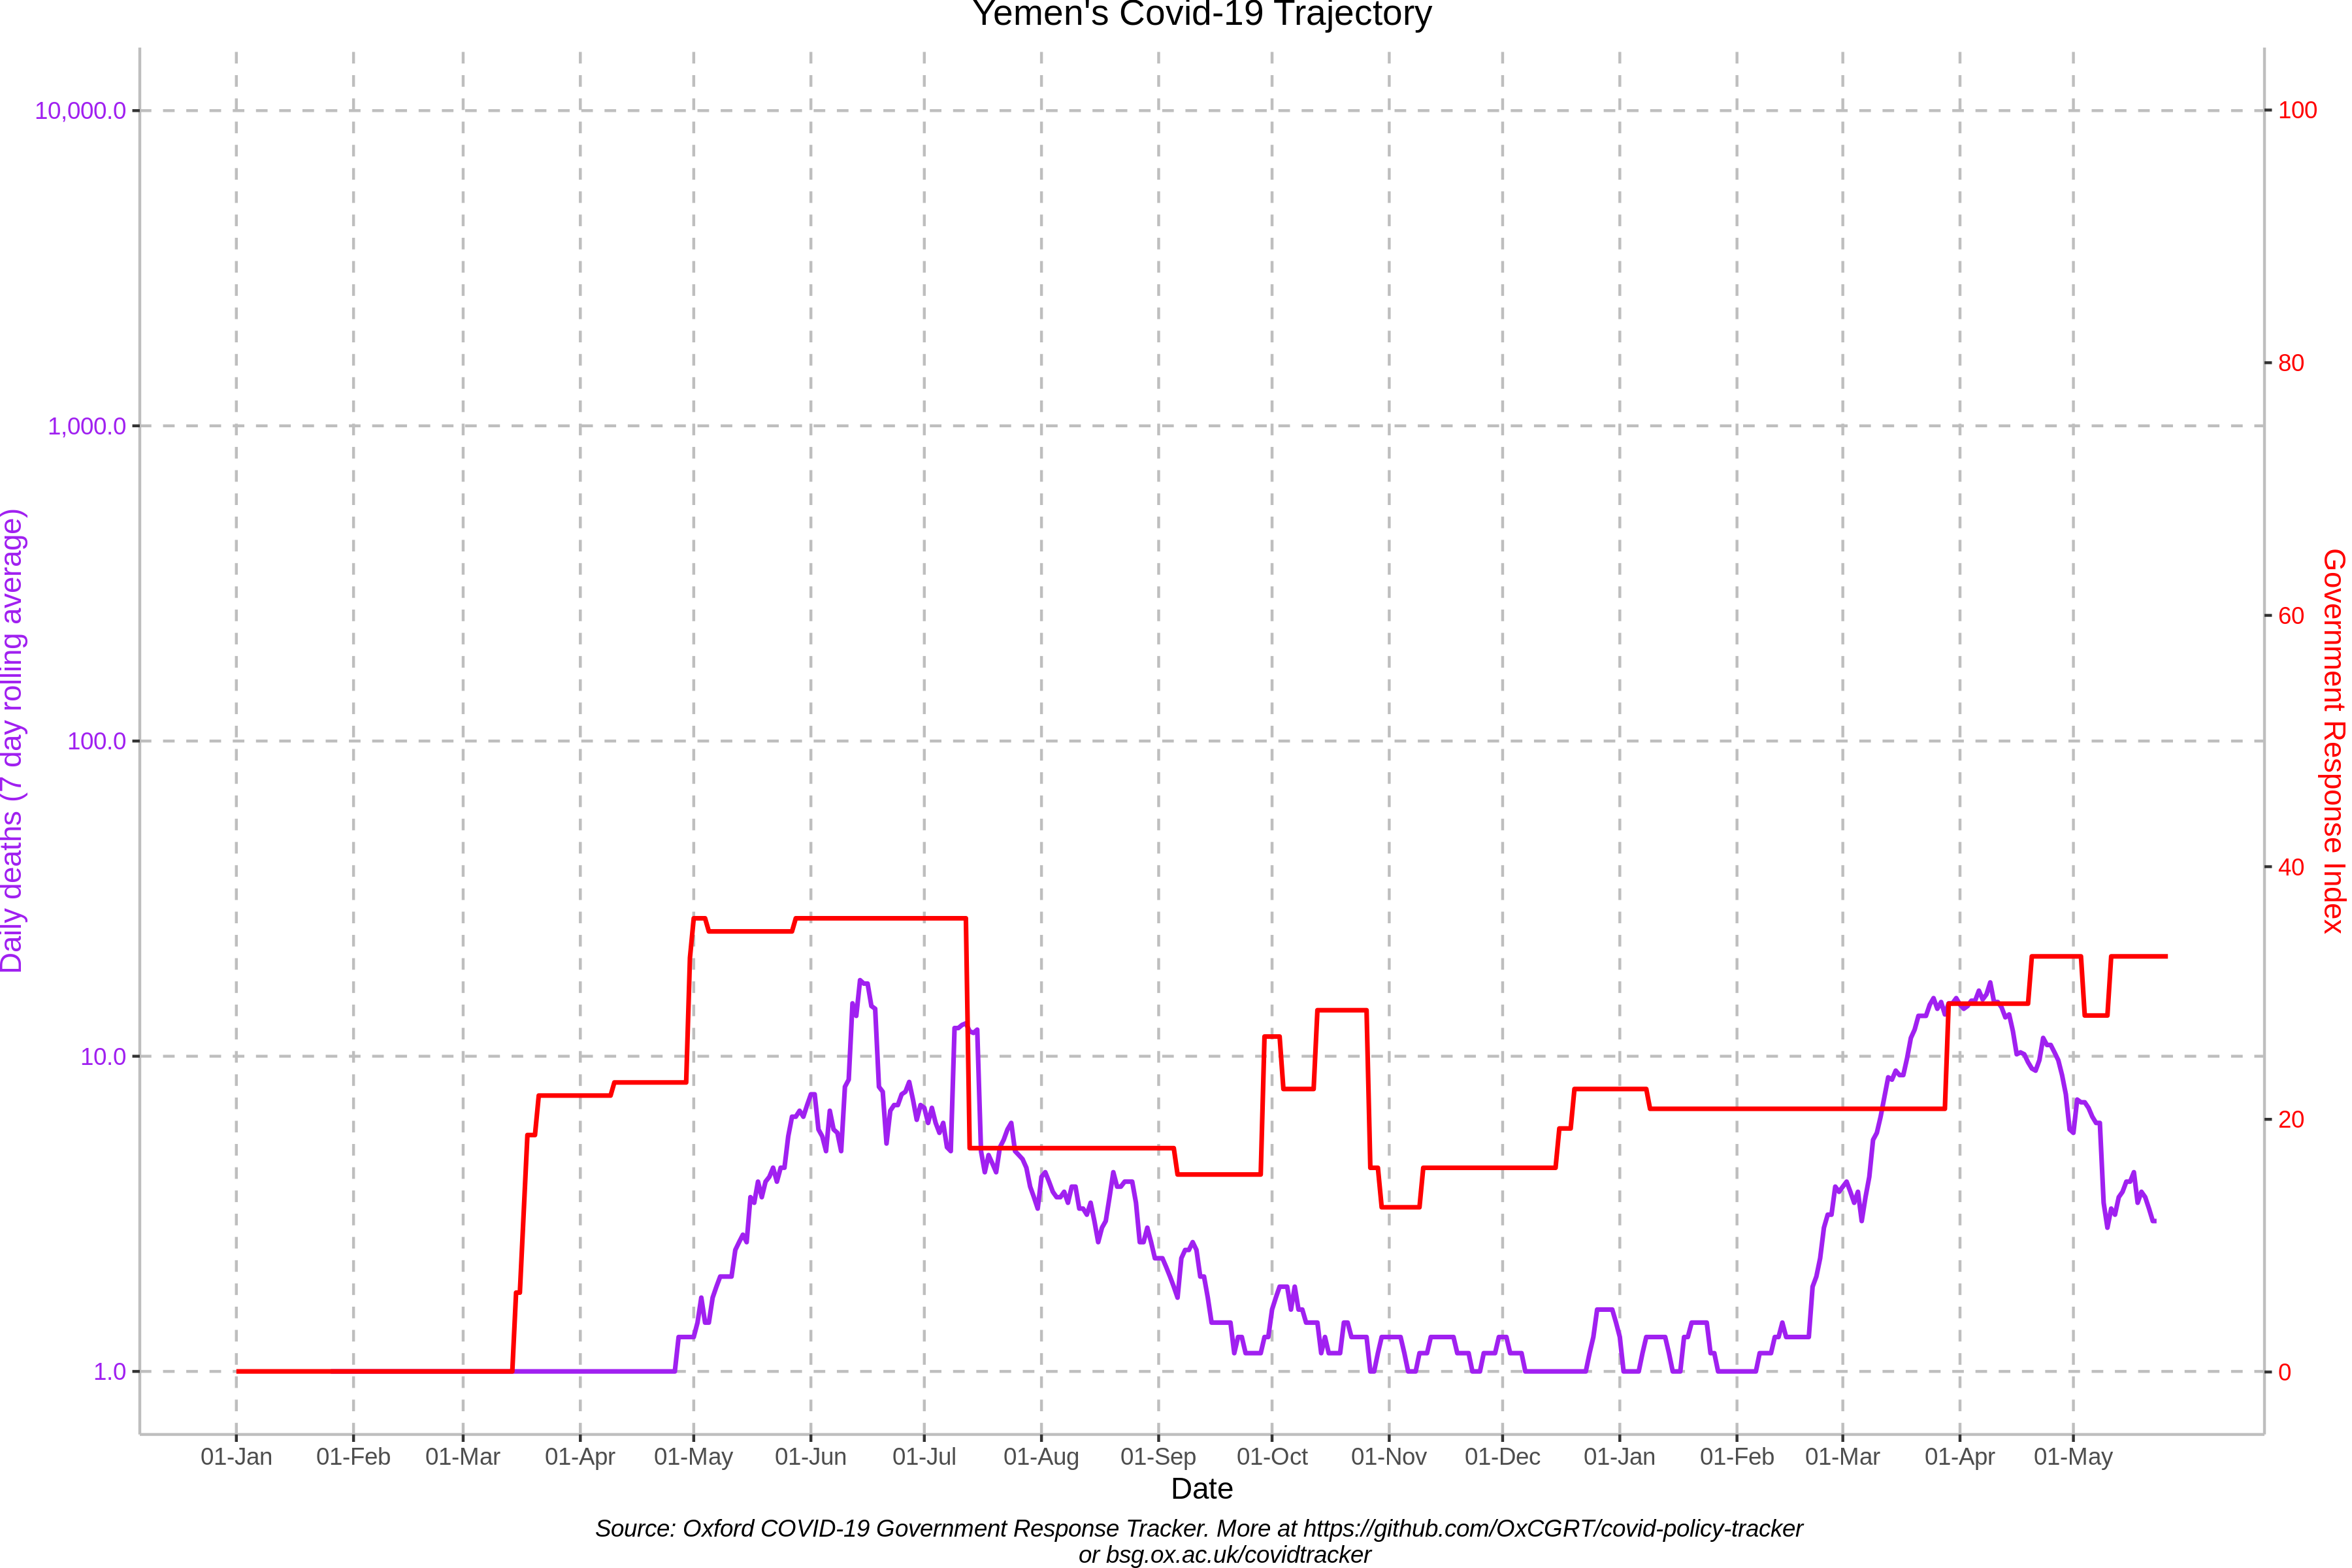 Yemen's Covid-19 Trajectory
10,000.0
1,000.0
100.0
10.0
1.0
Daily deaths (7 day rolling average)
100
80
60
40
20
0
Government Response Index
01-Jan 01-Feb 01-Mar 01-Apr 01-May 01-Jun 01-Jul 01-Aug 01-Sep 01-Oct 01-Nov 01-Dec 01-Jan 01-Feb 01-Mar 01-Apr 01-May
Date
Source: Oxford COVID-19 Government Response Tracker. More at https://github.com/OxCGRT/covid-policy-tracker
or bsg.ox.ac.uk/covidtracker